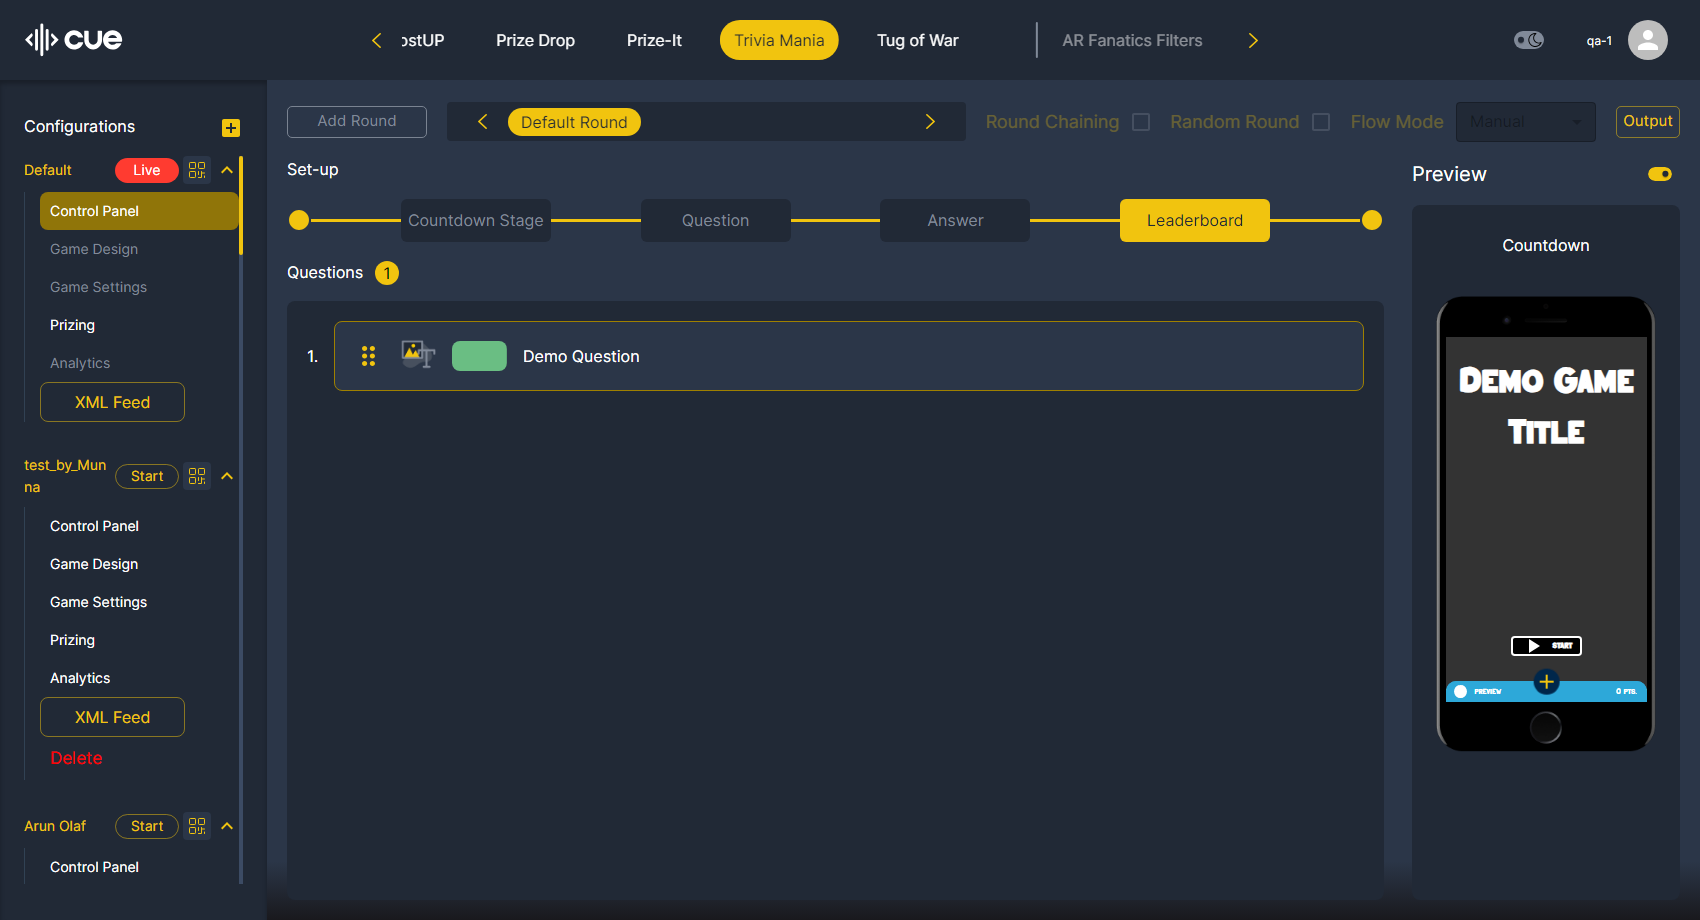 cue
ostUP
Prize Drop
Prize-It
Trivia Mania
Tug of War
AR Fanatics Filters
qa-1
Configurations
Default
Live
Control Panel
Game Design
Game Settings
Prizing
Analytics
XML Feed
test_by_Mun
na
Start
Control Panel
Game Design
Game Settings
Prizing
Analytics
XML Feed
Delete
Arun Olaf
Start
Control Panel
Add Round
Default Round
Round Chaining
Random Round
Flow Mode
Manual
Output
Set-up
Countdown Stage
Question
Answer
Leaderboard
Questions
1
1.
Demo Question
Preview
Countdown
Demo Game
Title
START
PREVIEW
0 PTS.